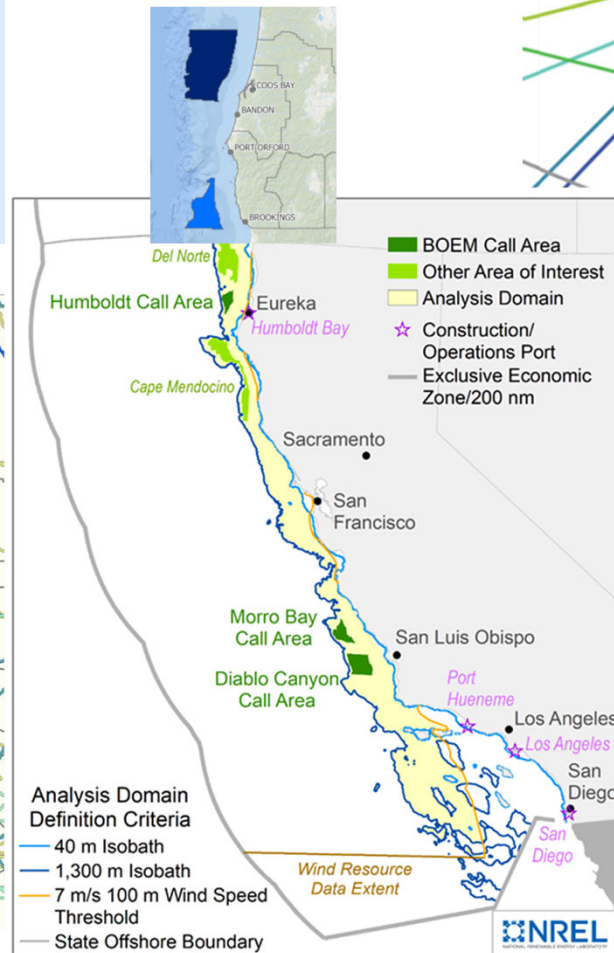 COOS BAY
BANDON
PORT ORFORD
BROOKINGS
Del Norte
Humboldt Call Area
Eureka
Humboldt Bay
Cape Mendocino
BOEM Call Area
Other Area of Interest
Analysis Domain
Construction/
Operations Port
Exclusive Economic
Zone/200 nm
Sacramento
San
Francisco
Morro Bay
Call Area
San Luis Obispo
Diablo Canyon
Call Area
Port
Hueneme
Los Angeles
Los Angeles
San
Diego
San
Diego
Analysis Domain
Definition Criteria
40 m Isobath
1,300 m Isobath
7 m/s 100 m Wind Speed
Threshold
State Offshore Boundary
Wind Resource
Data Extent
NREL
NATIONAL RENEWABLE ENERGY LABORATORY